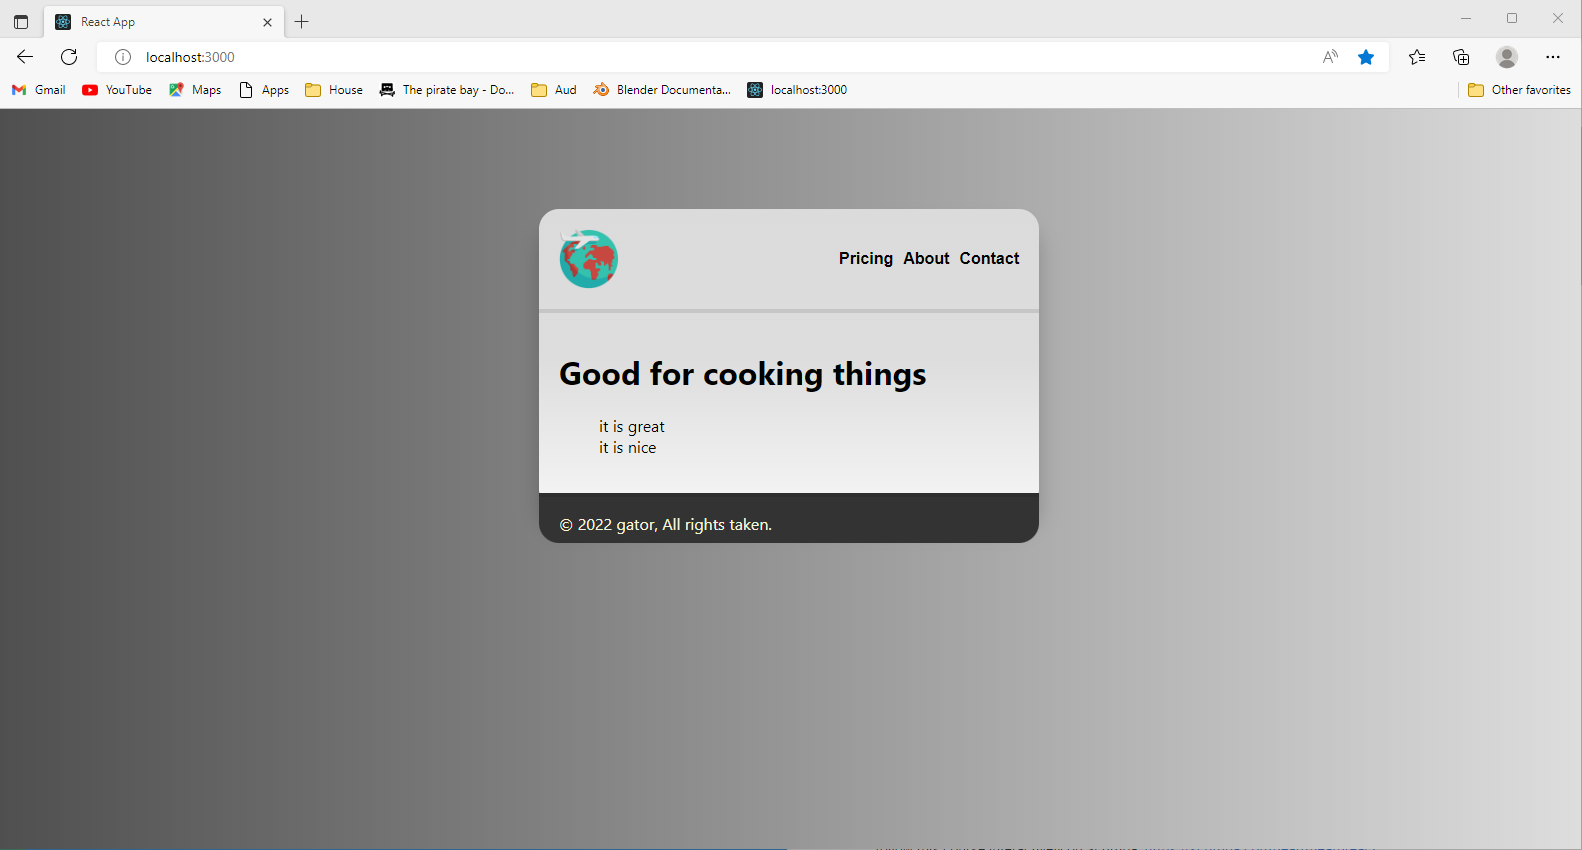 React App
localhost:3000
Gmail
YouTube
Maps
Apps
House
The pirate bay - Do...
Aud
Blender Documenta...
localhost:3000
Other favorites
Pricing About Contact
Good for cooking things
it is great
it is nice
© 2022 gator, All rights taken.